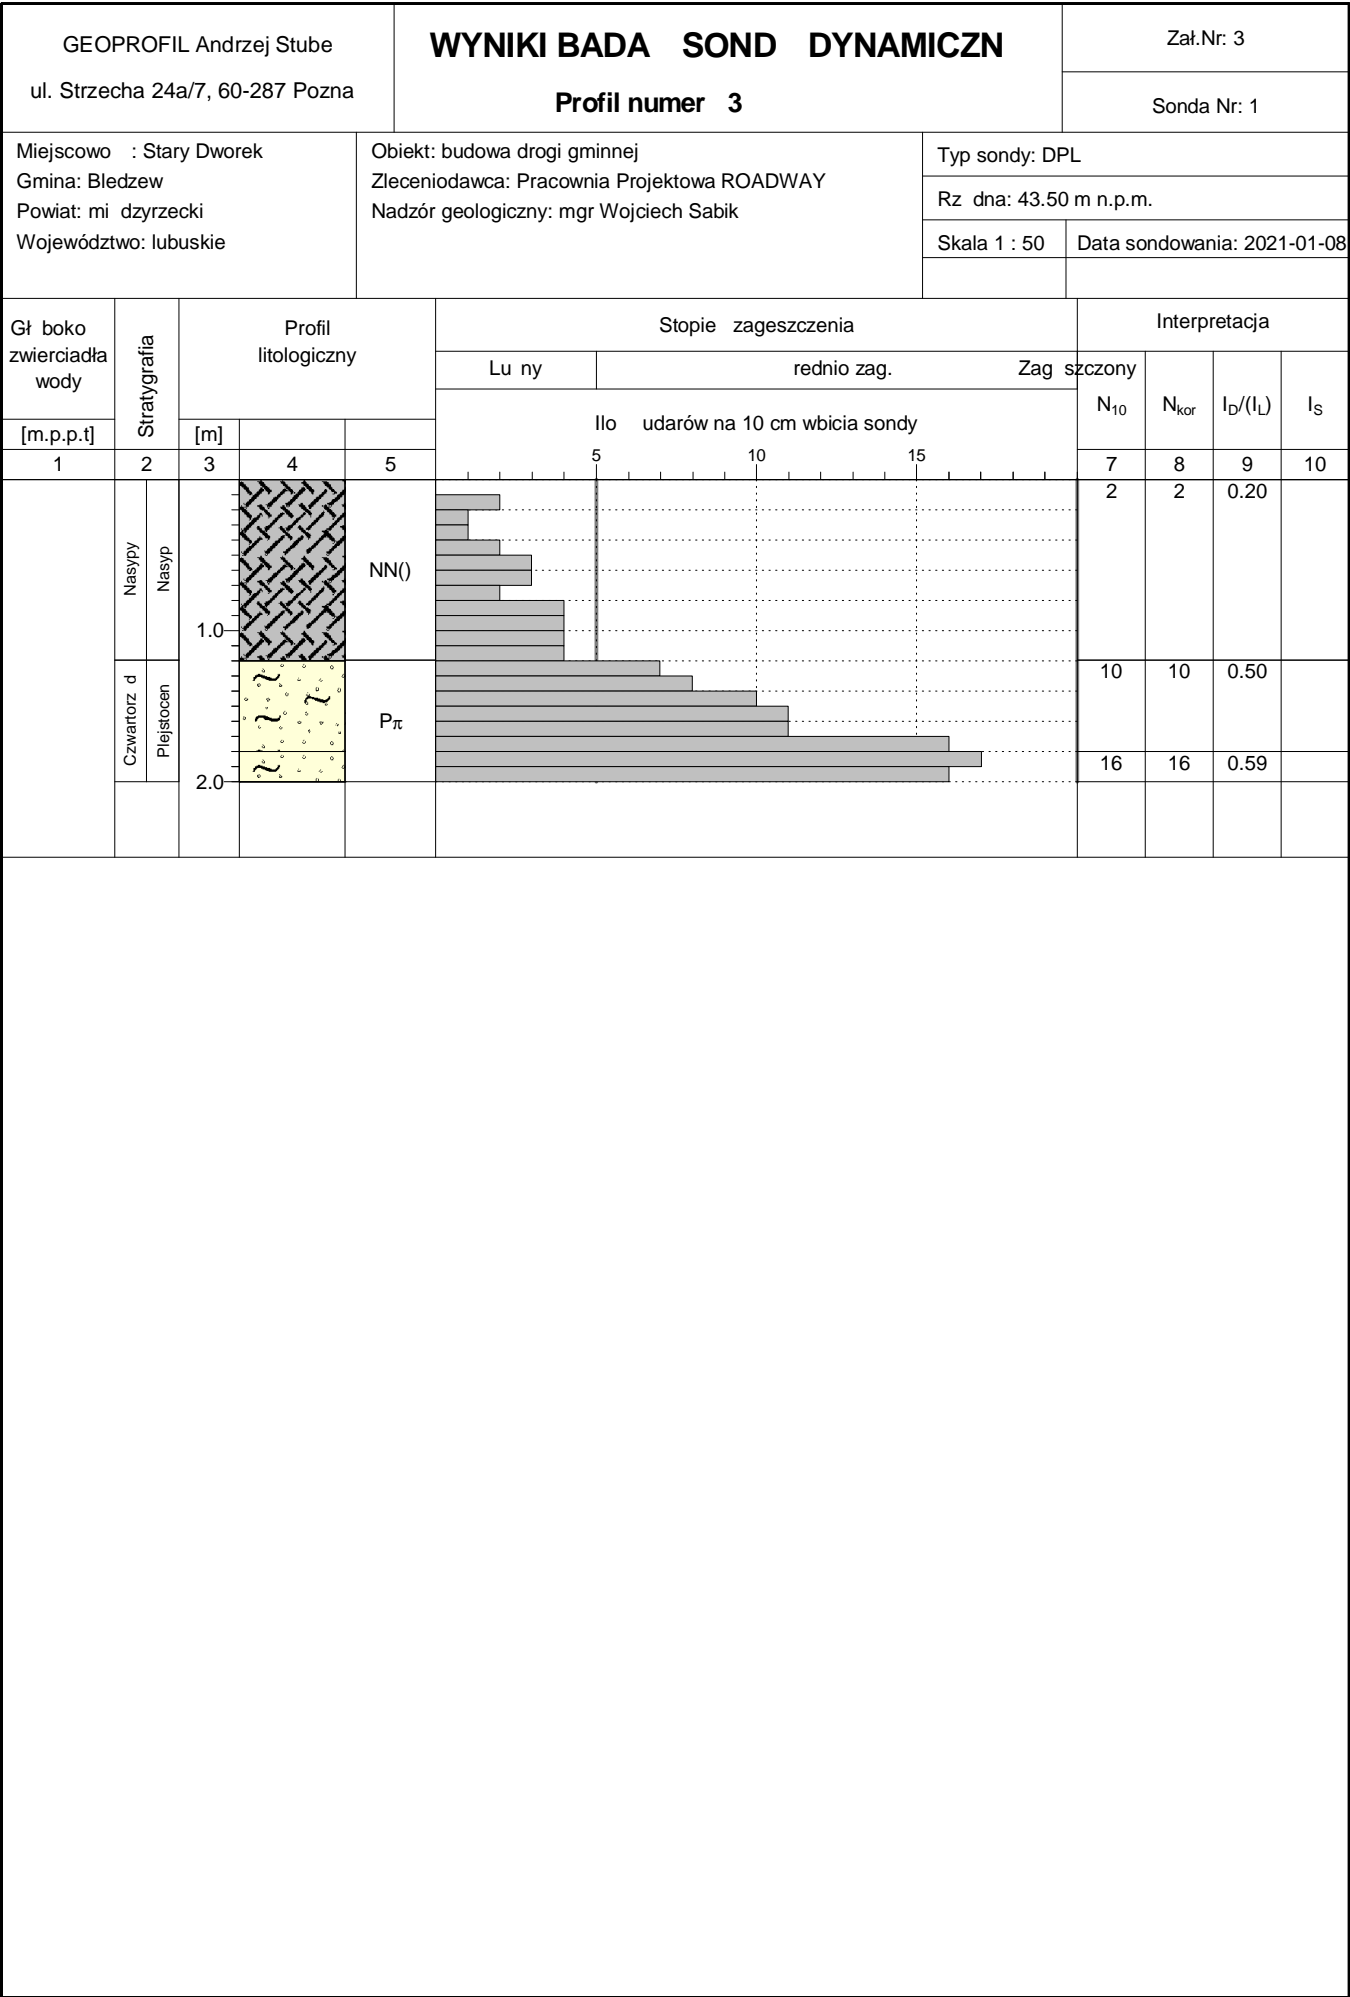 GEOPROFIL Andrzej Stube
ul. Strzecha 24a/7, 60-287 Pozna
WYNIKI BADA SOND DYNAMICZN
Profil numer 3
Zał.Nr: 3
Sonda Nr: 1
Miejscowo : Stary Dworek
Gmina: Bledzew
Powiat: mi dzyrzecki
Województwo: lubuskie
Obiekt: budowa drogi gminnej
Zleceniodawca: Pracownia Projektowa ROADWAY
Nadzór geologiczny: mgr Wojciech Sabik
Typ sondy: DPL
Rz dna: 43.50 m n.p.m.
Skala 1 : 50 Data sondowania: 2021-01-08
Gł boko
zwierciadła
wody
[m.p.p.t]
Stratygrafia
Profil
litologiczny
[m]
Stopie zageszczenia
Lu ny rednio zag. Zag szczony
Ilo udarów na 10 cm wbicia sondy
5 10 15
Interpretacja
N10 Nkor ID/(IL) IS
1 2 3 4 5 7 8 9 10
Nasypy
Nasyp
NN()
2 2 0.20
1.0
Czwartorz d
Plejstocen
Pπ
10 10 0.50
16 16 0.59
2.0